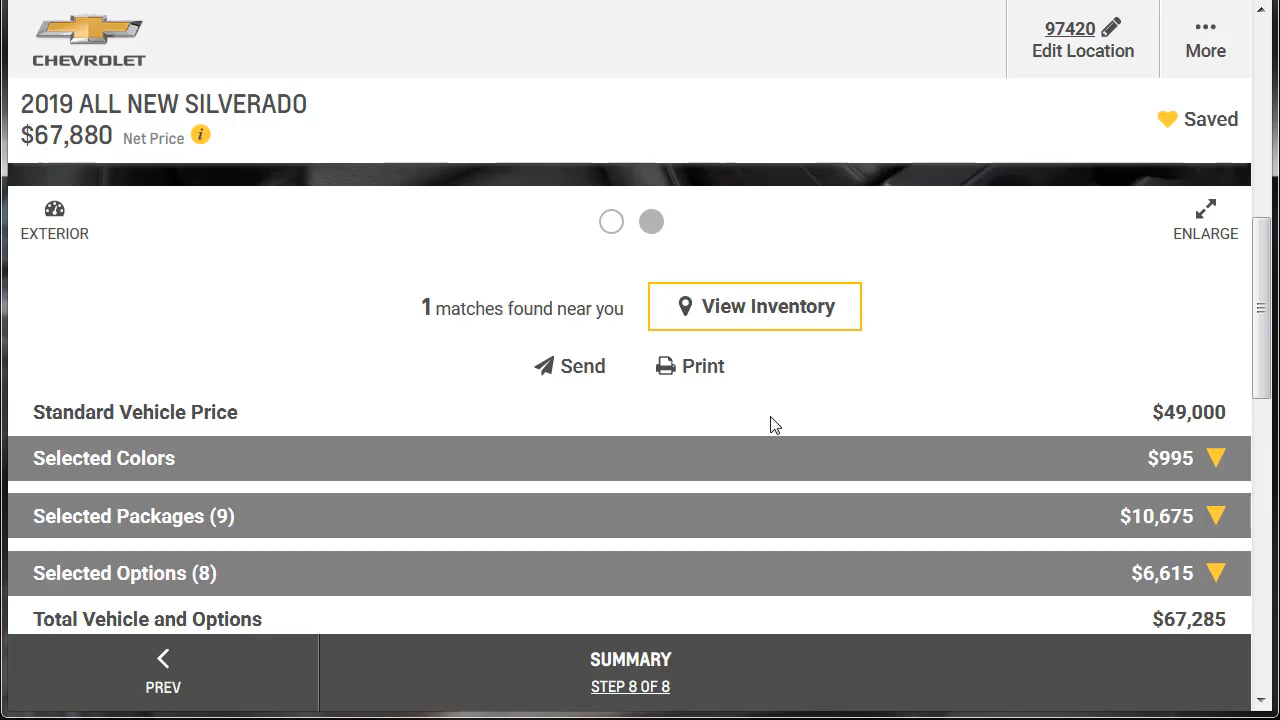 CHEVROLET
97420
Edit Location
More
2019 ALL NEW SILVERADO
$67,880 Net Price i
Saved
EXTERIOR
ENLARGE
1 matches found near you
View Inventory
Send
Print
Standard Vehicle Price $49,000
Selected Colors $995
Selected Packages (9) $10,675
Selected Options (8) $6,615
Total Vehicle and Options $67,285
PREV
SUMMARY
STEP 8 OF 8